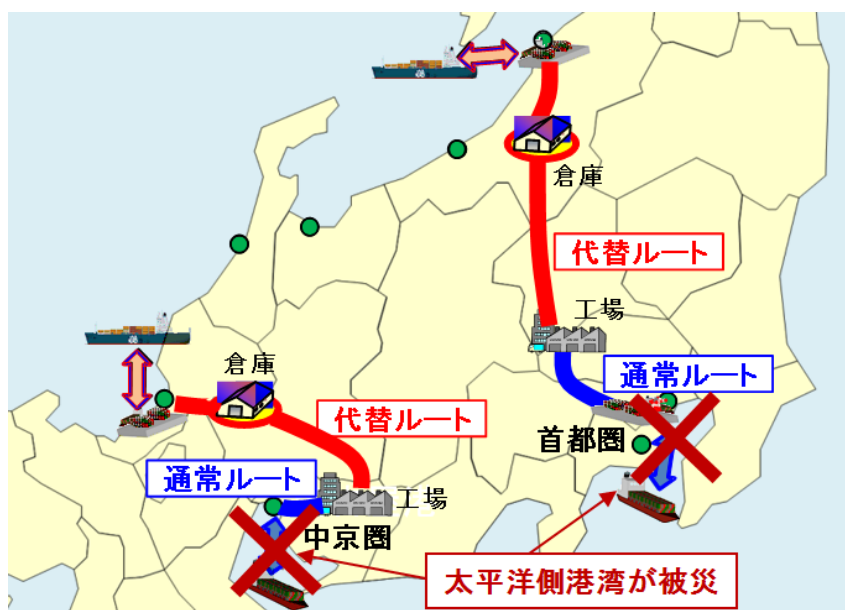 倉庫
代替ルート
工場
通常ルート
倉庫
代替ルート
首都圏
通常ルート
工場
中京圏
太平洋側港湾が被災